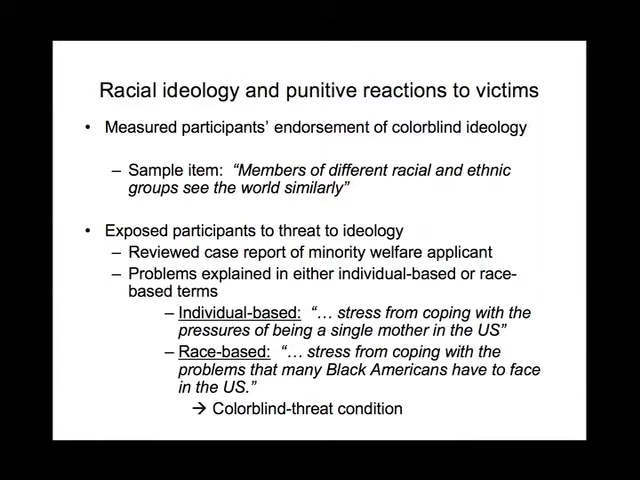 Racial ideology and punitive reactions to victims
• Measured participants' endorsement of colorblind ideology
– Sample item: "Members of different racial and ethnic
groups see the world similarly"
• Exposed participants to threat to ideology
– Reviewed case report of minority welfare applicant
– Problems explained in either individual-based or race-
based terms
– Individual-based: "… stress from coping with the
pressures of being a single mother in the US"
– Race-based: "… stress from coping with the
problems that many Black Americans have to face
in the US."
→ Colorblind-threat condition